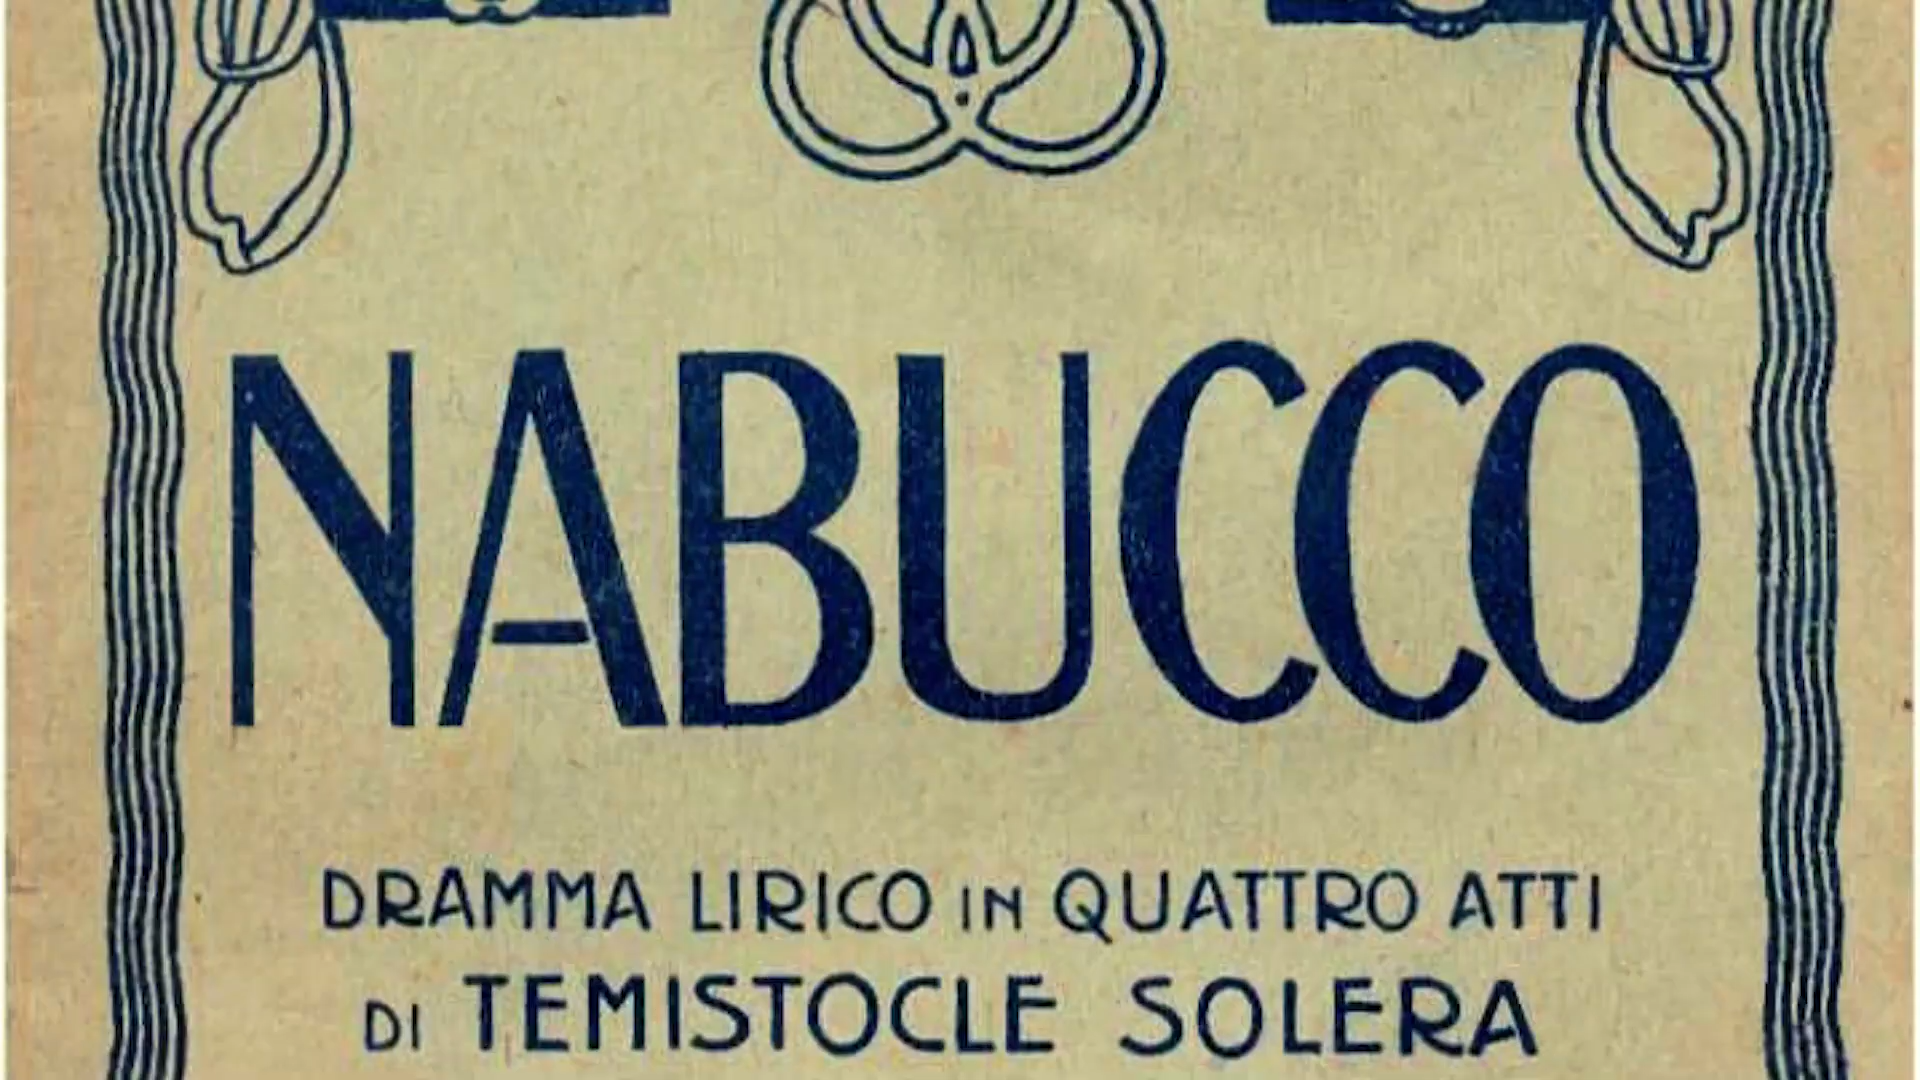 NABUCCO
DRAMMA LIRICO IN QUATTRO ATTI
DI TEMISTOCLE SOLERA